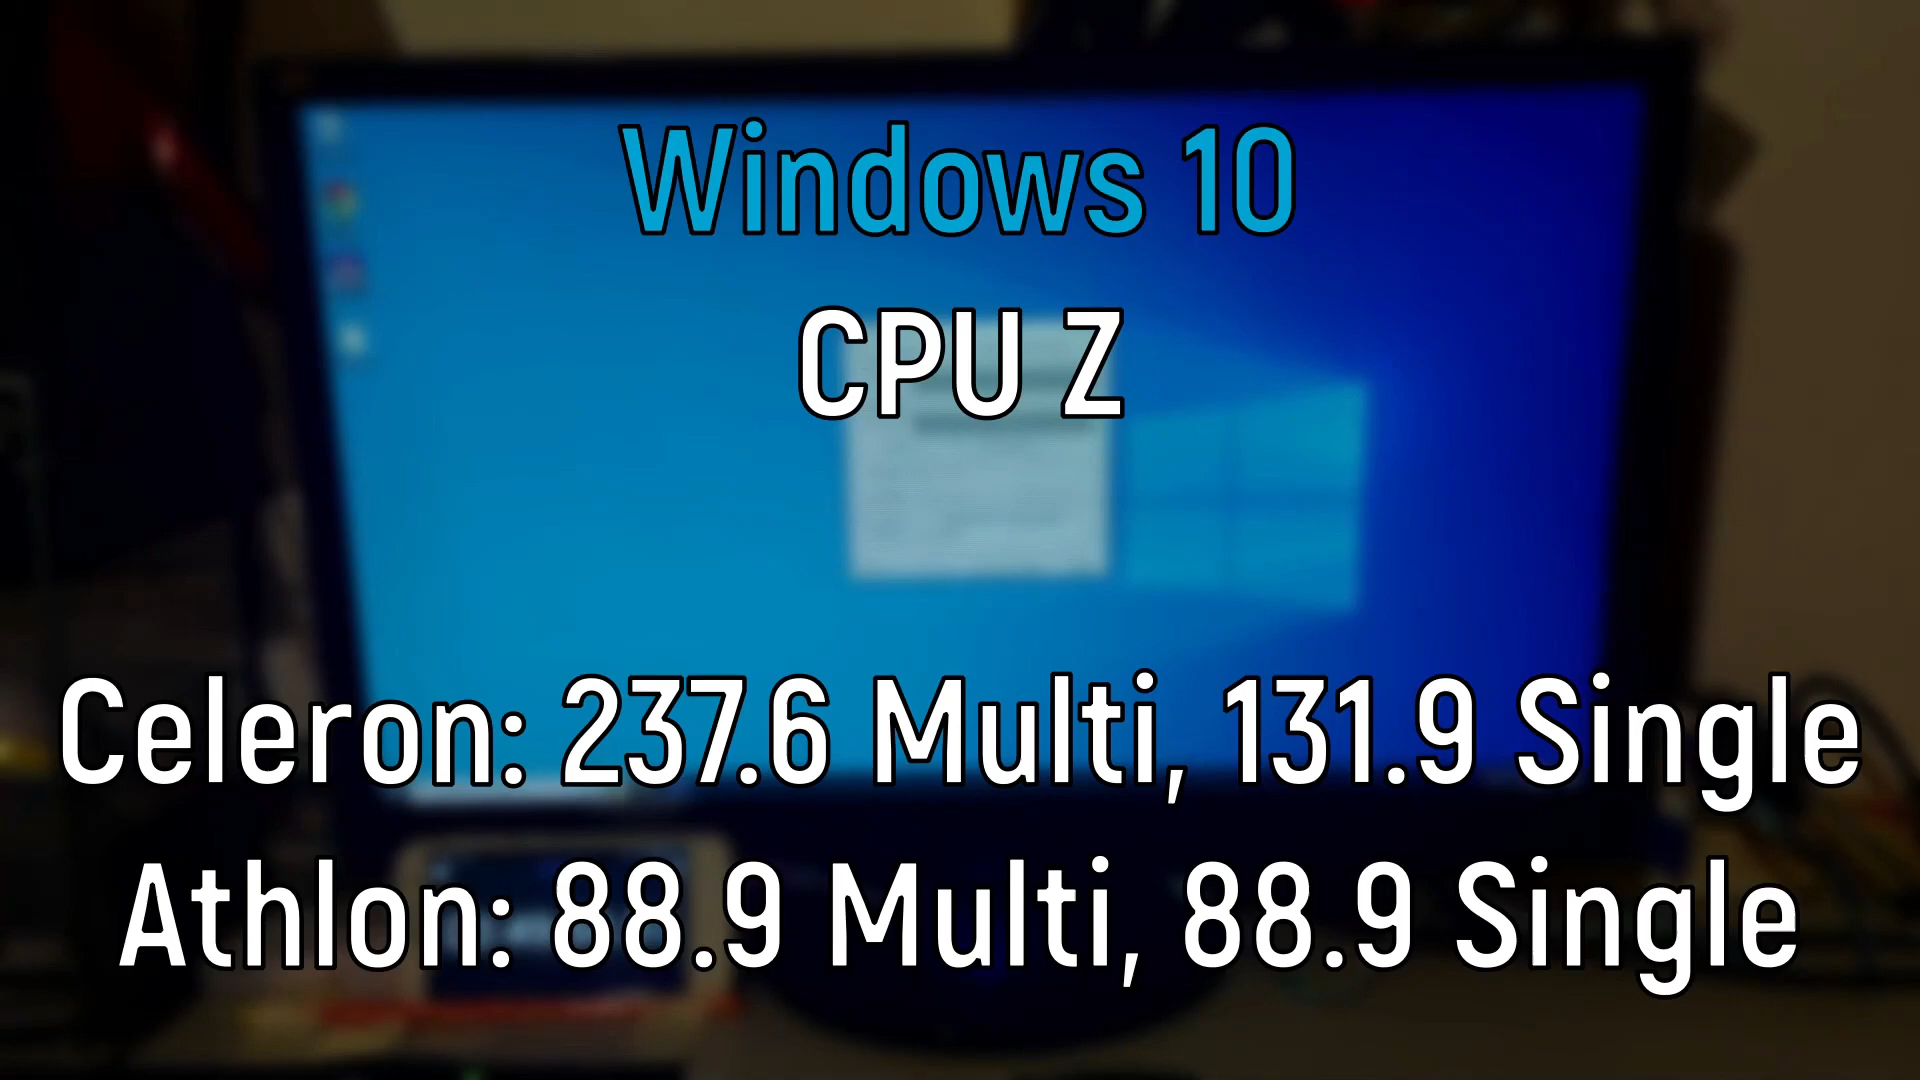 Windows 10
CPU Z
Celeron: 237.6 Multi, 131.9 Single
Athlon: 88.9 Multi, 88.9 Single